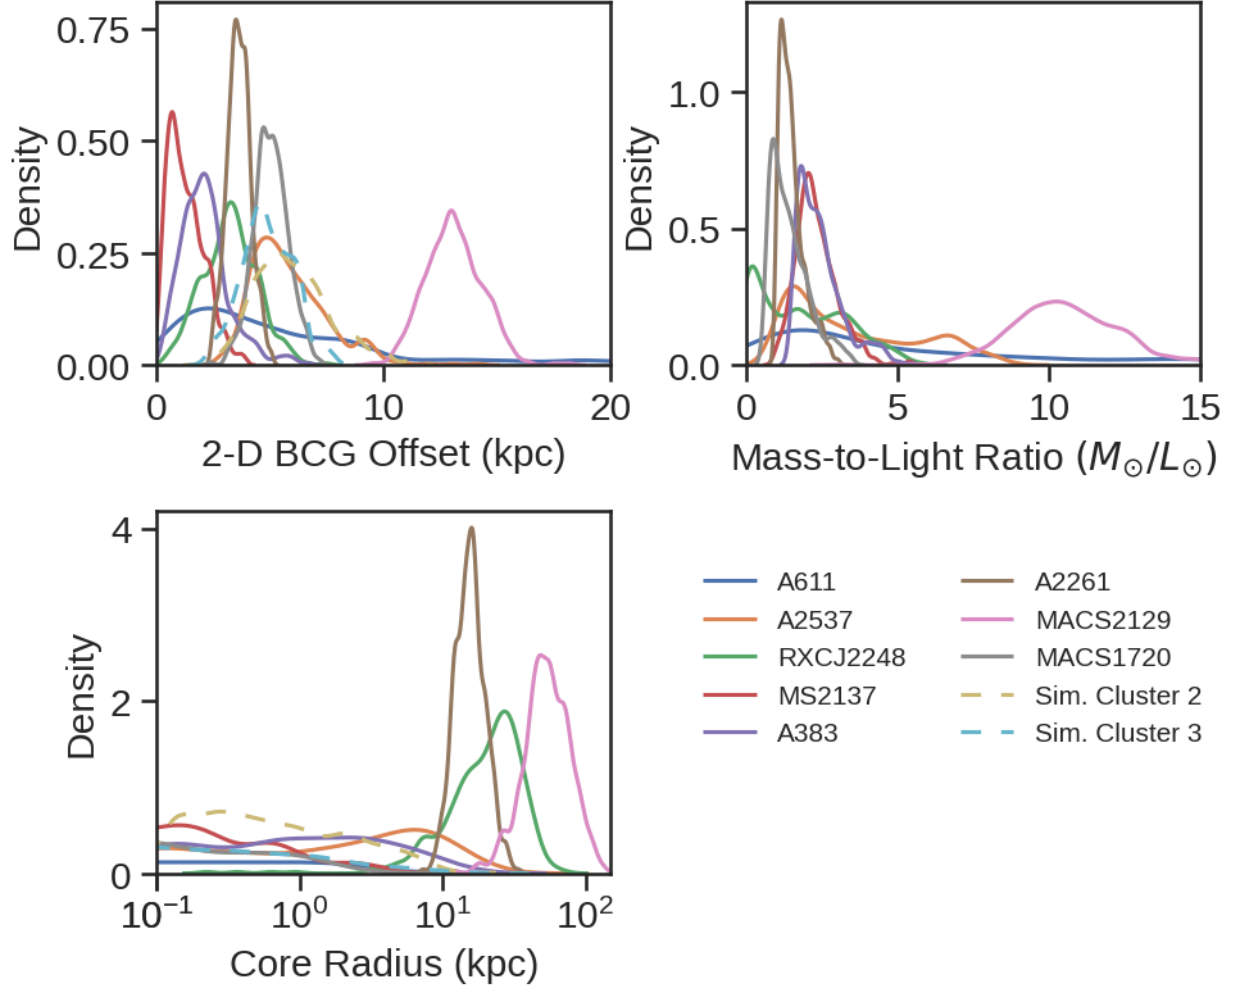 0.75
0.50
0.25
0.00
Density
0
10
20
2-D BCG Offset (kpc)
1.0
0.5
0.0
Density
0
5
10
15
Mass-to-Light Ratio (M⊙/L⊙)
4
2
0
Density
10⁻¹
10⁰
10¹
10²
Core Radius (kpc)
A611
A2537
RXCJ2248
MS2137
A383
A2261
MACS2129
MACS1720
Sim. Cluster 2
Sim. Cluster 3